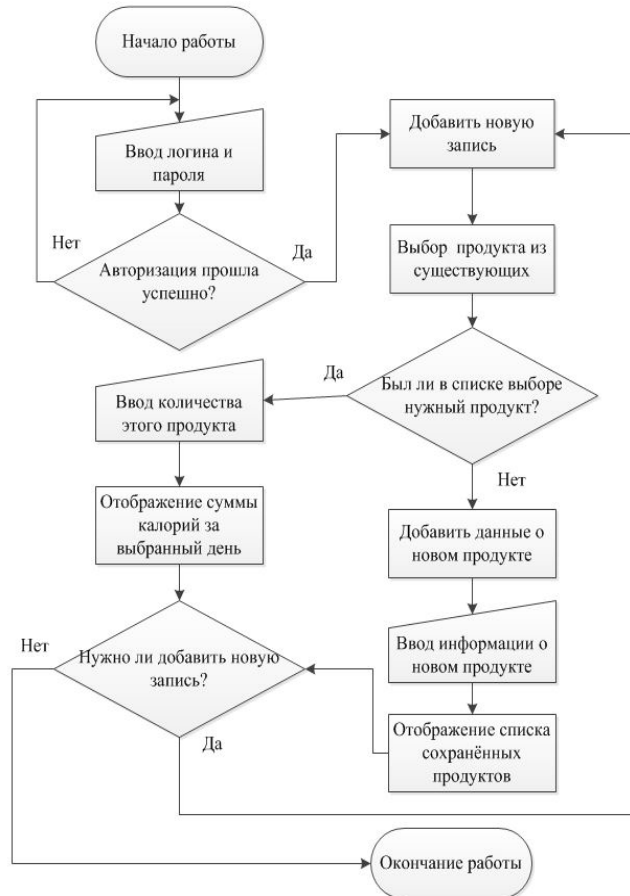 Начало работы
Ввод логина и
пароля
Нет
Да
Авторизация прошла
успешно?
Добавить новую
запись
Выбор продукта из
существующих
Был ли в списке выборе
нужный продукт?
Да
Нет
Ввод количества
этого продукта
Отображение суммы
калорий за
выбранный день
Добавить данные о
новом продукте
Ввод информации о
новом продукте
Отображение списка
сохранённых
продуктов
Нужно ли добавить новую
запись?
Нет
Да
Окончание работы